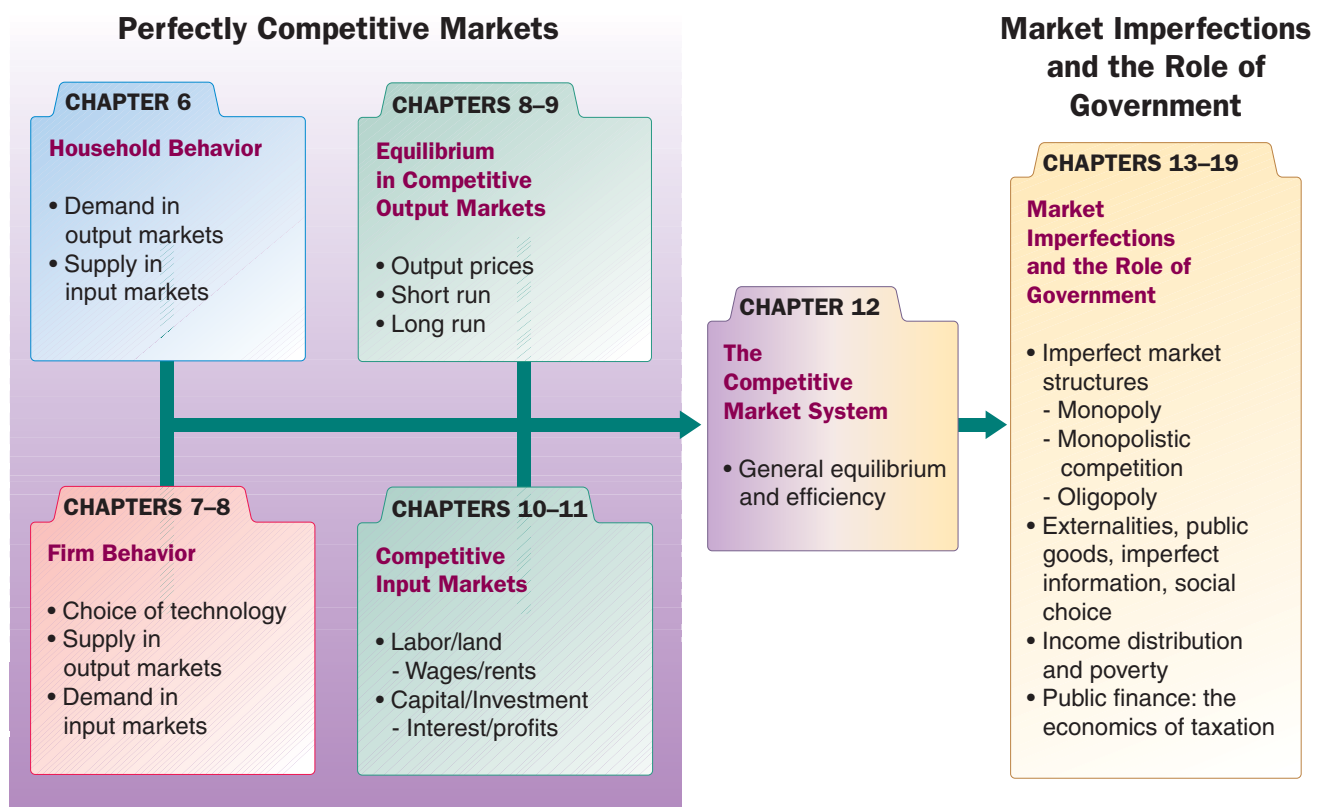 Perfectly Competitive Markets
CHAPTER 6
Household Behavior
• Demand in
output markets
• Supply in
input markets
CHAPTERS 8–9
Equilibrium
in Competitive
Output Markets
• Output prices
• Short run
• Long run
CHAPTERS 7–8
Firm Behavior
• Choice of technology
• Supply in
output markets
• Demand in
input markets
CHAPTERS 10–11
Competitive
Input Markets
• Labor/land
- Wages/rents
• Capital/Investment
- Interest/profits
CHAPTER 12
The
Competitive
Market System
• General equilibrium
and efficiency
Market Imperfections
and the Role of
Government
CHAPTERS 13–19
Market
Imperfections
and the Role of
Government
• Imperfect market
structures
- Monopoly
- Monopolistic
competition
- Oligopoly
• Externalities, public
goods, imperfect
information, social
choice
• Income distribution
and poverty
• Public finance: the
economics of taxation